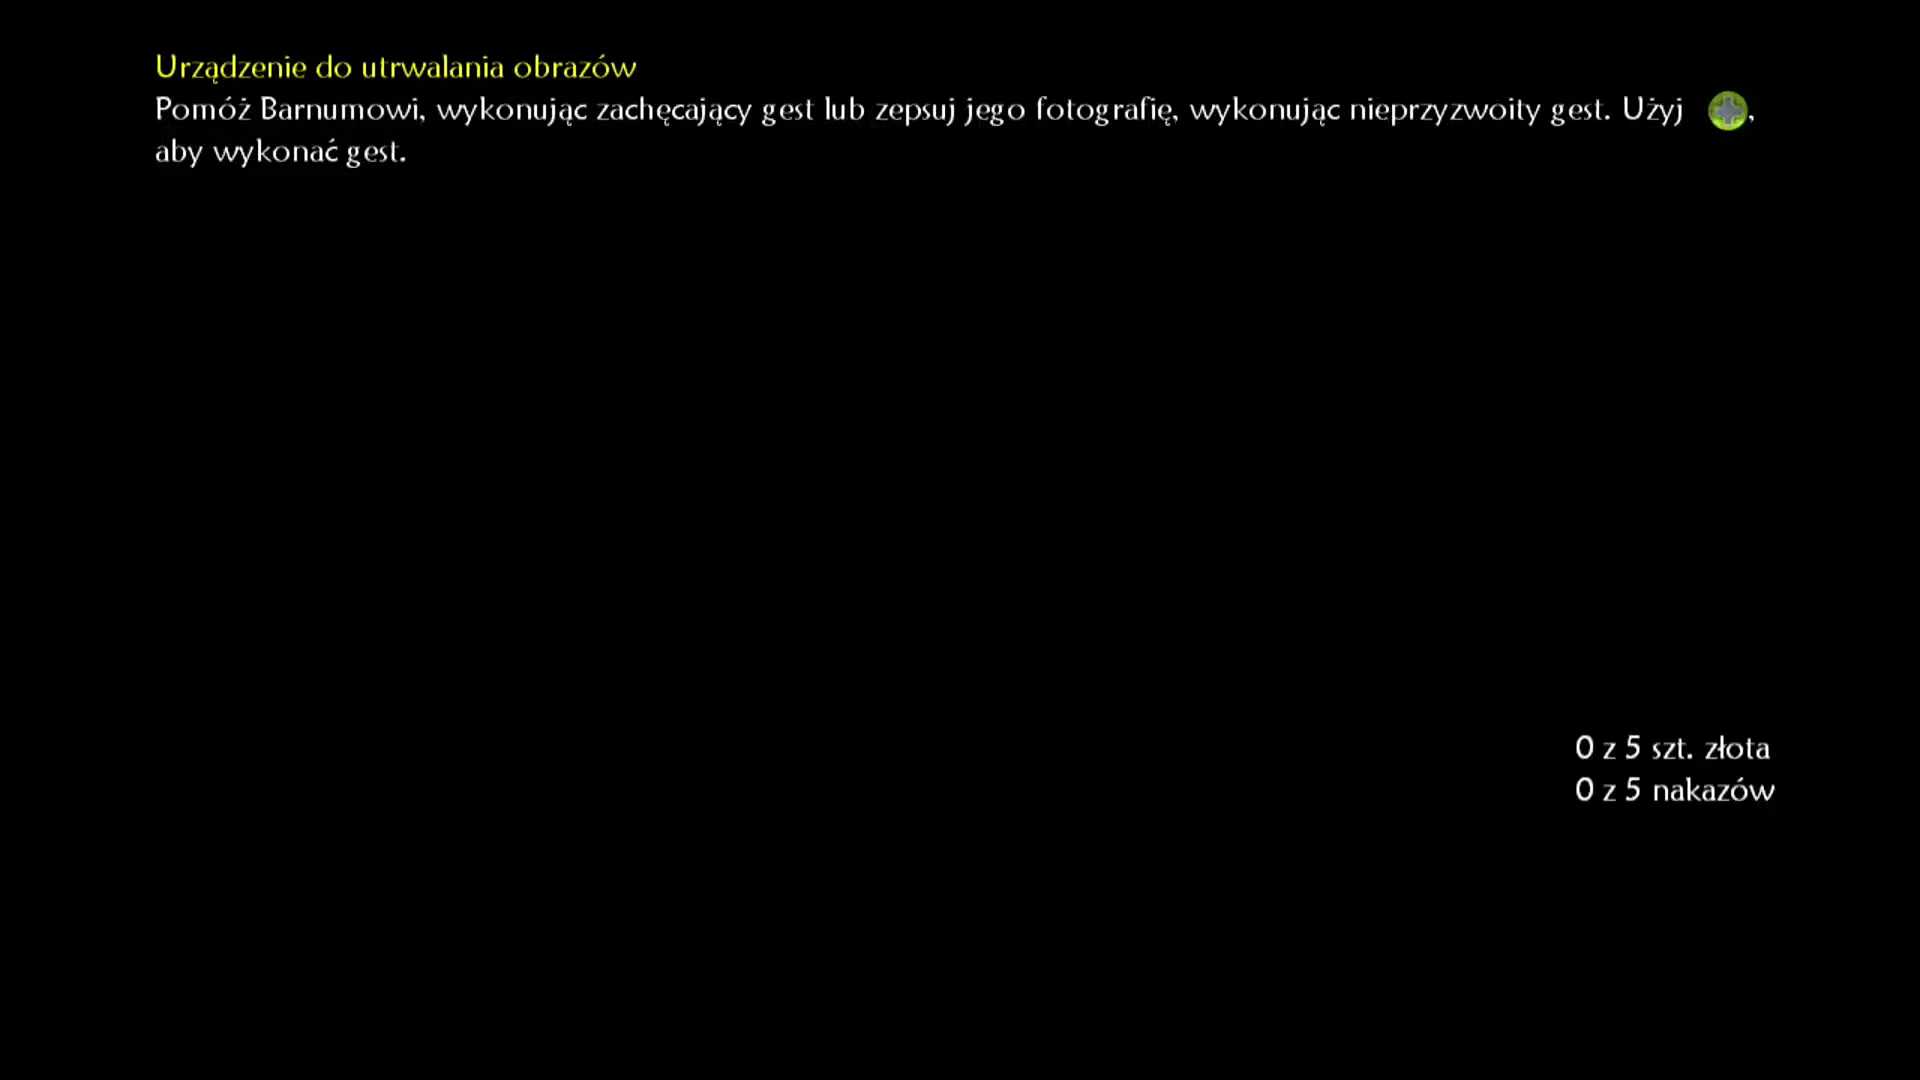 Urządzenie do utrwalania obrazów
Pomóż Barnumowi, wykonując zachęcający gest lub zepsuj jego fotografię, wykonując nieprzyzwoity gest. Użyj ,
aby wykonać gest.
0 z 5 szt. złota
0 z 5 nakazów